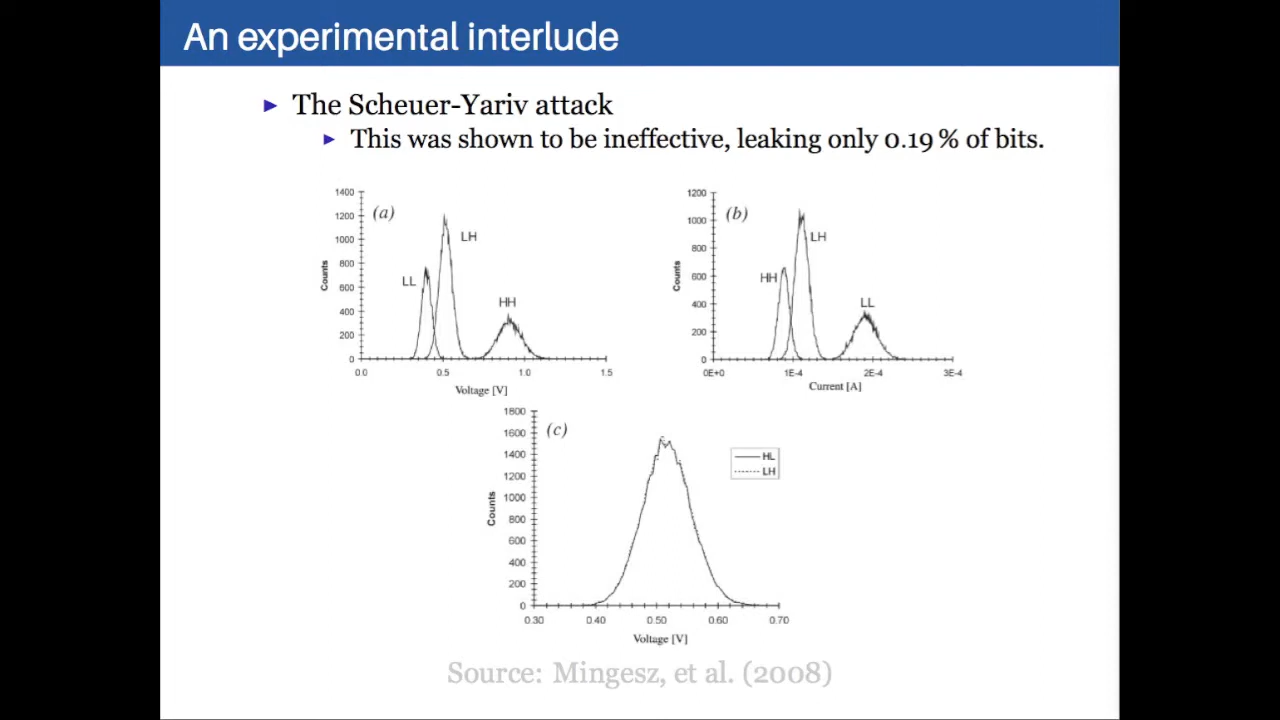 An experimental interlude
► The Scheuer-Yariv attack
► This was shown to be ineffective, leaking only 0.19 % of bits.
(a)
1400
1200
1000
800
600
400
200
0
Counts
LL
LH
HH
0.0 0.5 1.0 1.5
Voltage [V]
(b)
1200
1000
800
600
400
200
0
Counts
HH
LH
LL
0E+0 1E-4 2E-4 3E-4
Current [A]
(c)
1800
1600
1400
1200
1000
800
600
400
200
0
Counts
HL
LH
0.30 0.40 0.50 0.60 0.70
Voltage [V]
Source: Mingesz, et al. (2008)